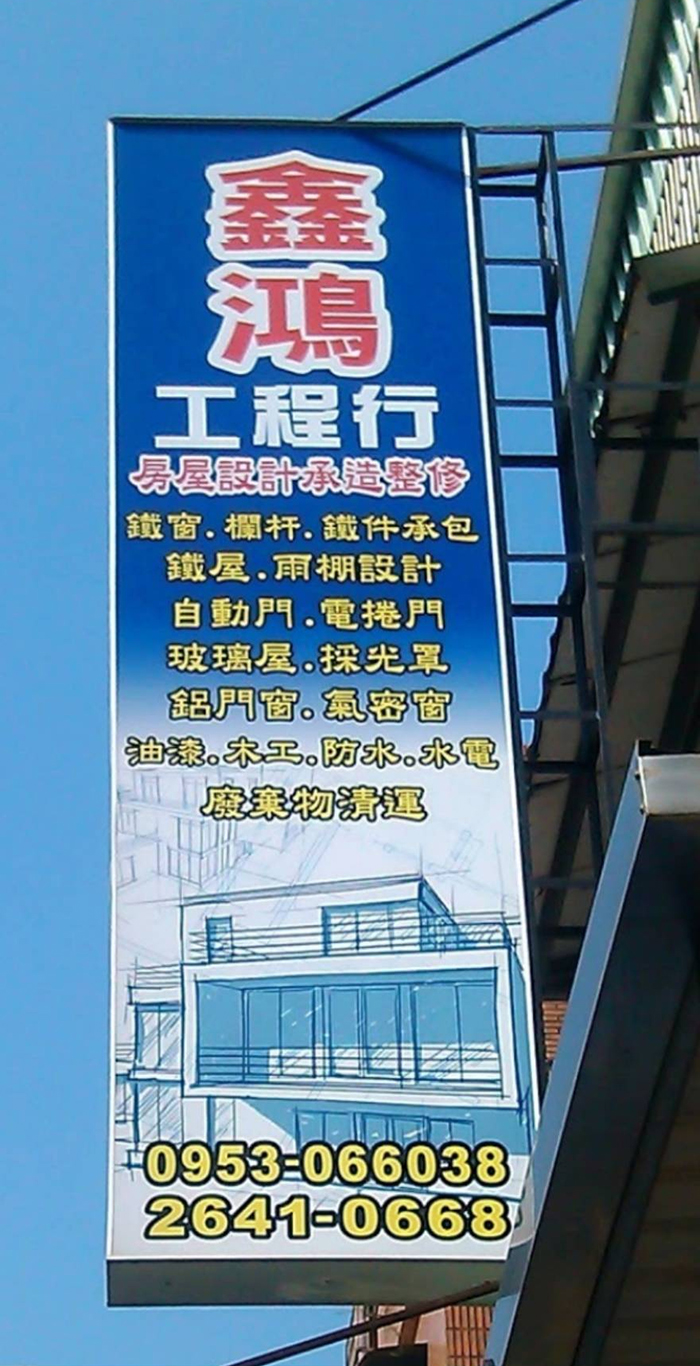 鑫
鴻
工程行
房屋設計承造整修
鐵窗.欄杆.鐵件承包
鐵屋.雨棚設計
自動門.電捲門
玻璃屋.採光罩
鋁門窗.氣密窗
油漆.木工.防水.水電
廢棄物清運
0953-066038
2641-0668